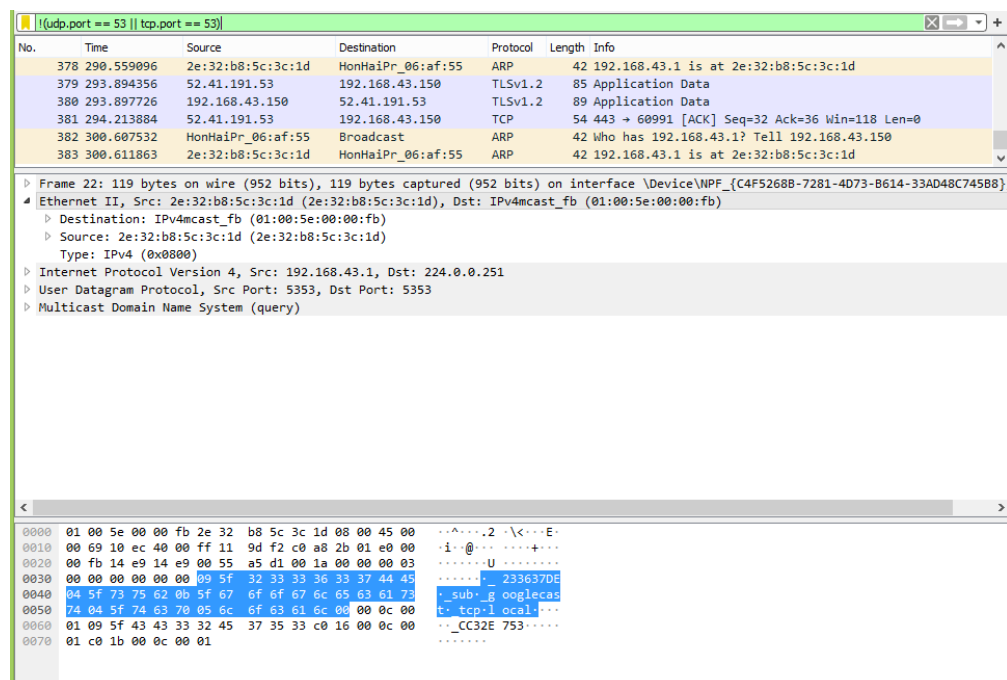 !(udp.port == 53 || tcp.port == 53)
No. Time Source Destination Protocol Length Info
378 290.559096 2e:32:b8:5c:3c:1d HonHaiPr_06:af:55 ARP 42 192.168.43.1 is at 2e:32:b8:5c:3c:1d
379 293.894356 52.41.191.53 192.168.43.150 TLSv1.2 85 Application Data
380 293.897726 192.168.43.150 52.41.191.53 TLSv1.2 89 Application Data
381 294.213884 52.41.191.53 192.168.43.150 TCP 54 443 → 60991 [ACK] Seq=32 Ack=36 Win=118 Len=0
382 300.607532 HonHaiPr_06:af:55 Broadcast ARP 42 Who has 192.168.43.1? Tell 192.168.43.150
383 300.611863 2e:32:b8:5c:3c:1d HonHaiPr_06:af:55 ARP 42 192.168.43.1 is at 2e:32:b8:5c:3c:1d
Frame 22: 119 bytes on wire (952 bits), 119 bytes captured (952 bits) on interface \Device\NPF_{C4F5268B-7281-4D73-B614-33AD48C745B8}
Ethernet II, Src: 2e:32:b8:5c:3c:1d (2e:32:b8:5c:3c:1d), Dst: IPv4mcast_fb (01:00:5e:00:00:fb)
Destination: IPv4mcast_fb (01:00:5e:00:00:fb)
Source: 2e:32:b8:5c:3c:1d (2e:32:b8:5c:3c:1d)
Type: IPv4 (0x0800)
Internet Protocol Version 4, Src: 192.168.43.1, Dst: 224.0.0.251
User Datagram Protocol, Src Port: 5353, Dst Port: 5353
Multicast Domain Name System (query)
0000 01 00 5e 00 00 fb 2e 32 b8 5c 3c 1d 08 00 45 00 ··^····.2 ·\<···E·
0010 00 69 10 ec 40 00 ff 11 9d f2 c0 a8 2b 01 e0 00 ·i··@··· ····+···
0020 00 fb 14 e9 14 e9 00 55 a5 d1 00 1a 00 00 00 03 ·······U ········
0030 00 00 00 00 00 00 09 5f 32 33 33 36 33 37 44 45 ·······_ 233637DE
0040 04 5f 73 75 62 0b 5f 67 6f 6f 67 6c 65 63 61 73 ·_sub·_g ooglecas
0050 74 04 5f 74 63 70 05 6c 6f 63 61 6c 00 00 0c 00 t·_tcp·l ocal····
0060 01 09 5f 43 43 33 32 45 37 35 33 c0 16 00 0c 00 ··_CC32E 753·····
0070 01 c0 1b 00 0c 00 01 ·······